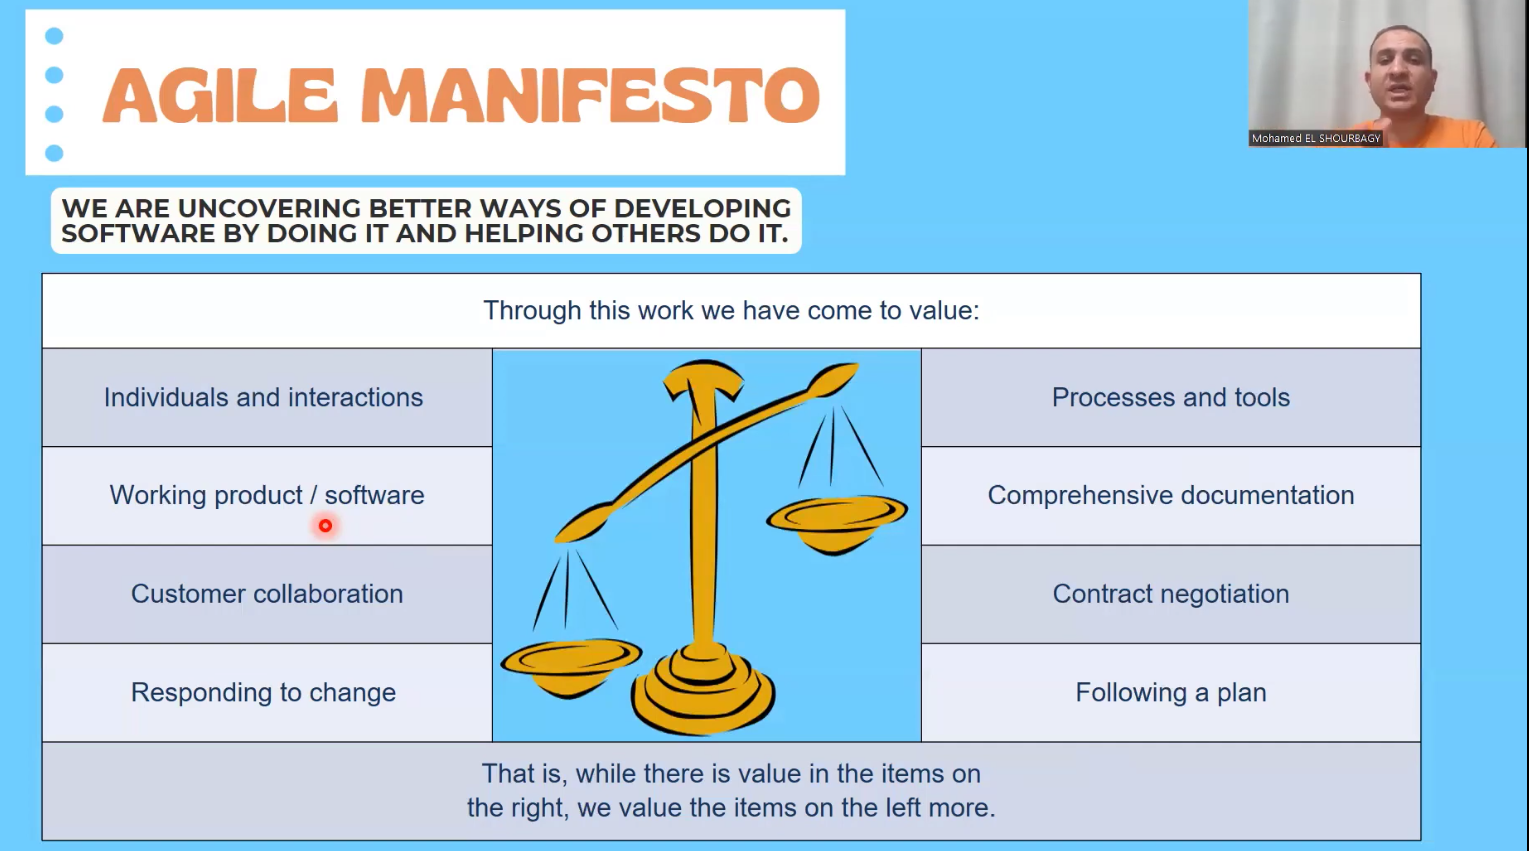 AGILE MANIFESTO
Mohamed EL SHOURBAGY
WE ARE UNCOVERING BETTER WAYS OF DEVELOPING
SOFTWARE BY DOING IT AND HELPING OTHERS DO IT.
Through this work we have come to value:
Individuals and interactions
Processes and tools
Working product / software
Comprehensive documentation
Customer collaboration
Contract negotiation
Responding to change
Following a plan
That is, while there is value in the items on
the right, we value the items on the left more.